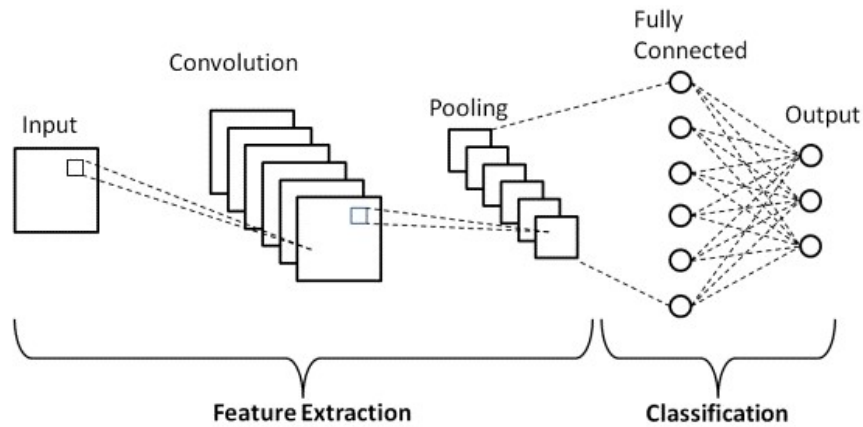 Input
Convolution
Pooling
Fully
Connected
Output
Feature Extraction
Classification